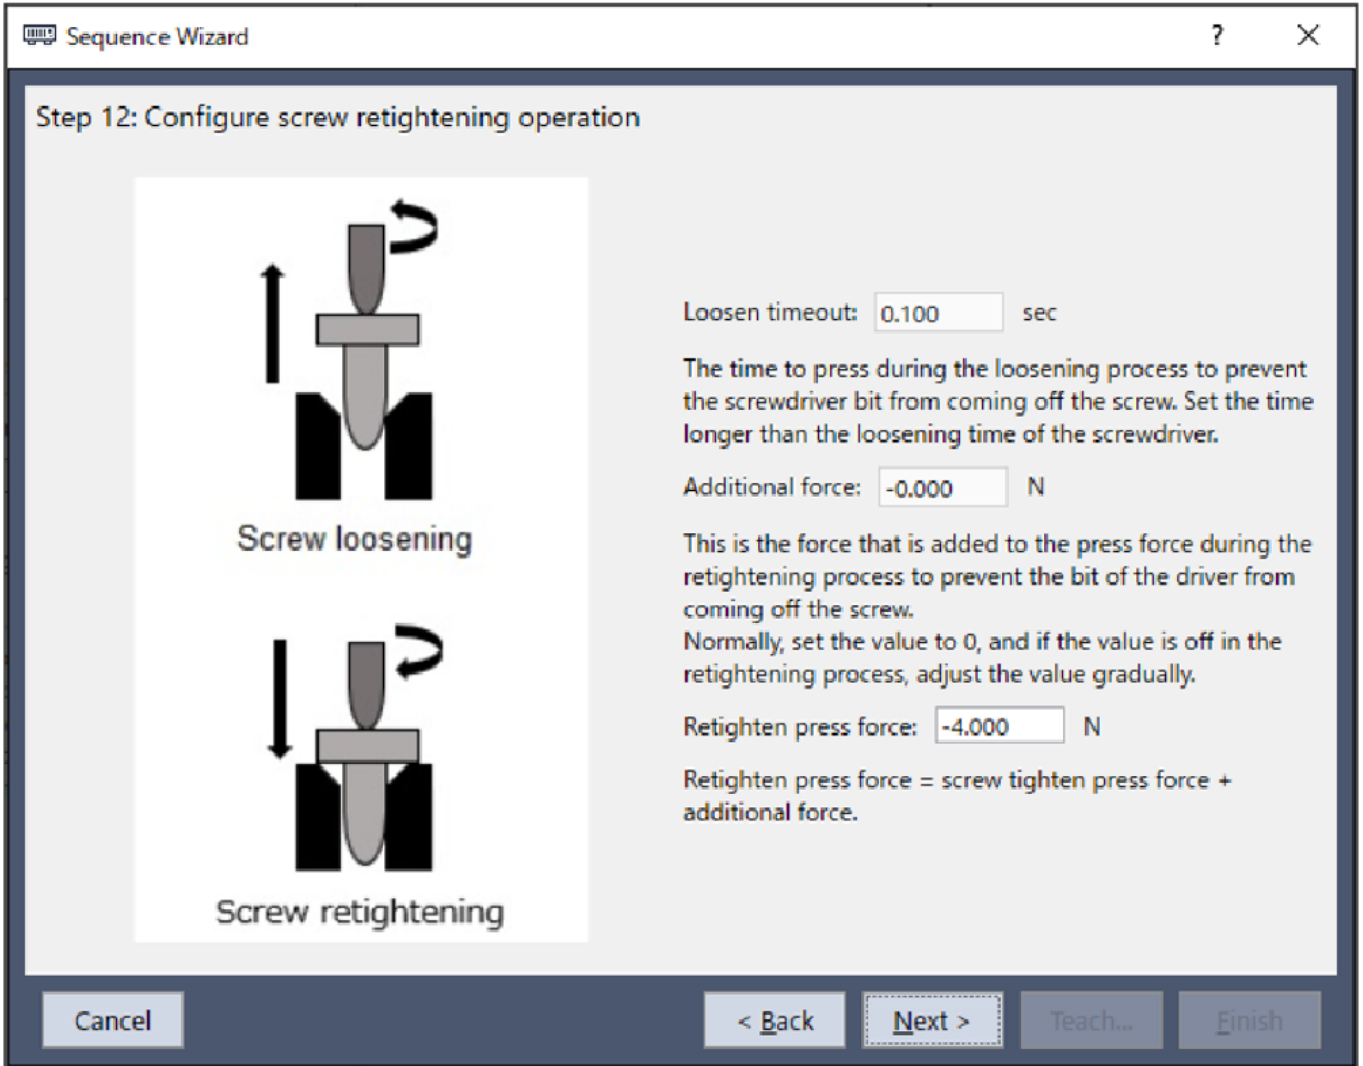 Sequence Wizard
?
Step 12: Configure screw retightening operation
Screw loosening
Screw retightening
Loosen timeout: 0.100 sec
The time to press during the loosening process to prevent
the screwdriver bit from coming off the screw. Set the time
longer than the loosening time of the screwdriver.
Additional force: -0.000 N
This is the force that is added to the press force during the
retightening process to prevent the bit of the driver from
coming off the screw.
Normally, set the value to 0, and if the value is off in the
retightening process, adjust the value gradually.
Retighten press force: -4.000 N
Retighten press force = screw tighten press force +
additional force.
Cancel < Back Next > Teach... Finish